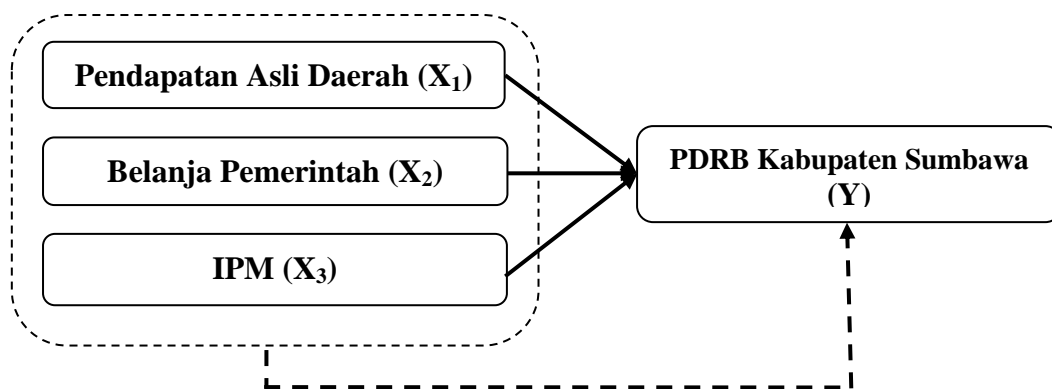 Pendapatan Asli Daerah (X₁)
Belanja Pemerintah (X₂)
IPM (X₃)
PDRB Kabupaten Sumbawa
(Y)